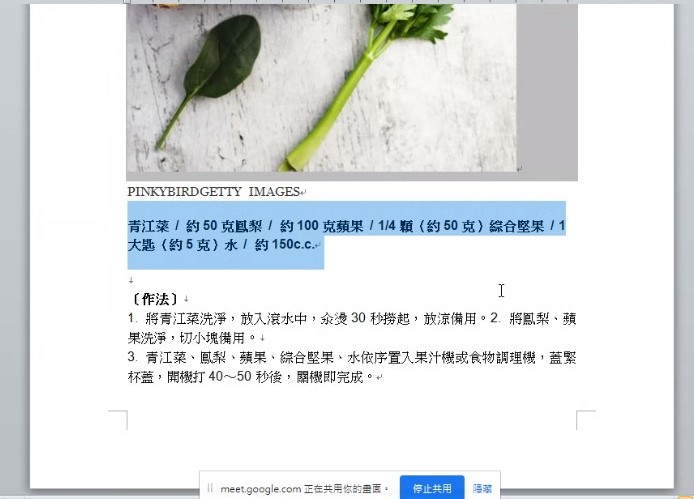 PINKYBIRDGETTY IMAGES
青江菜 / 約 50 克鳳梨 / 約 100 克蘋果 / 1/4 顆（約 50 克）綜合堅果 / 1
大匙（約 5 克）水 / 約 150c.c.
〔作法〕
1. 將青江菜洗淨，放入滾水中，汆燙 30 秒撈起，放涼備用。2. 將鳳梨、蘋
果洗淨，切小塊備用。
3. 青江菜、鳳梨、蘋果、綜合堅果、水依序置入果汁機或食物調理機，蓋緊
杯蓋，開機打 40～50 秒後，關機即完成。
meet.google.com 正在共用你的畫面。 停止共用 隱藏